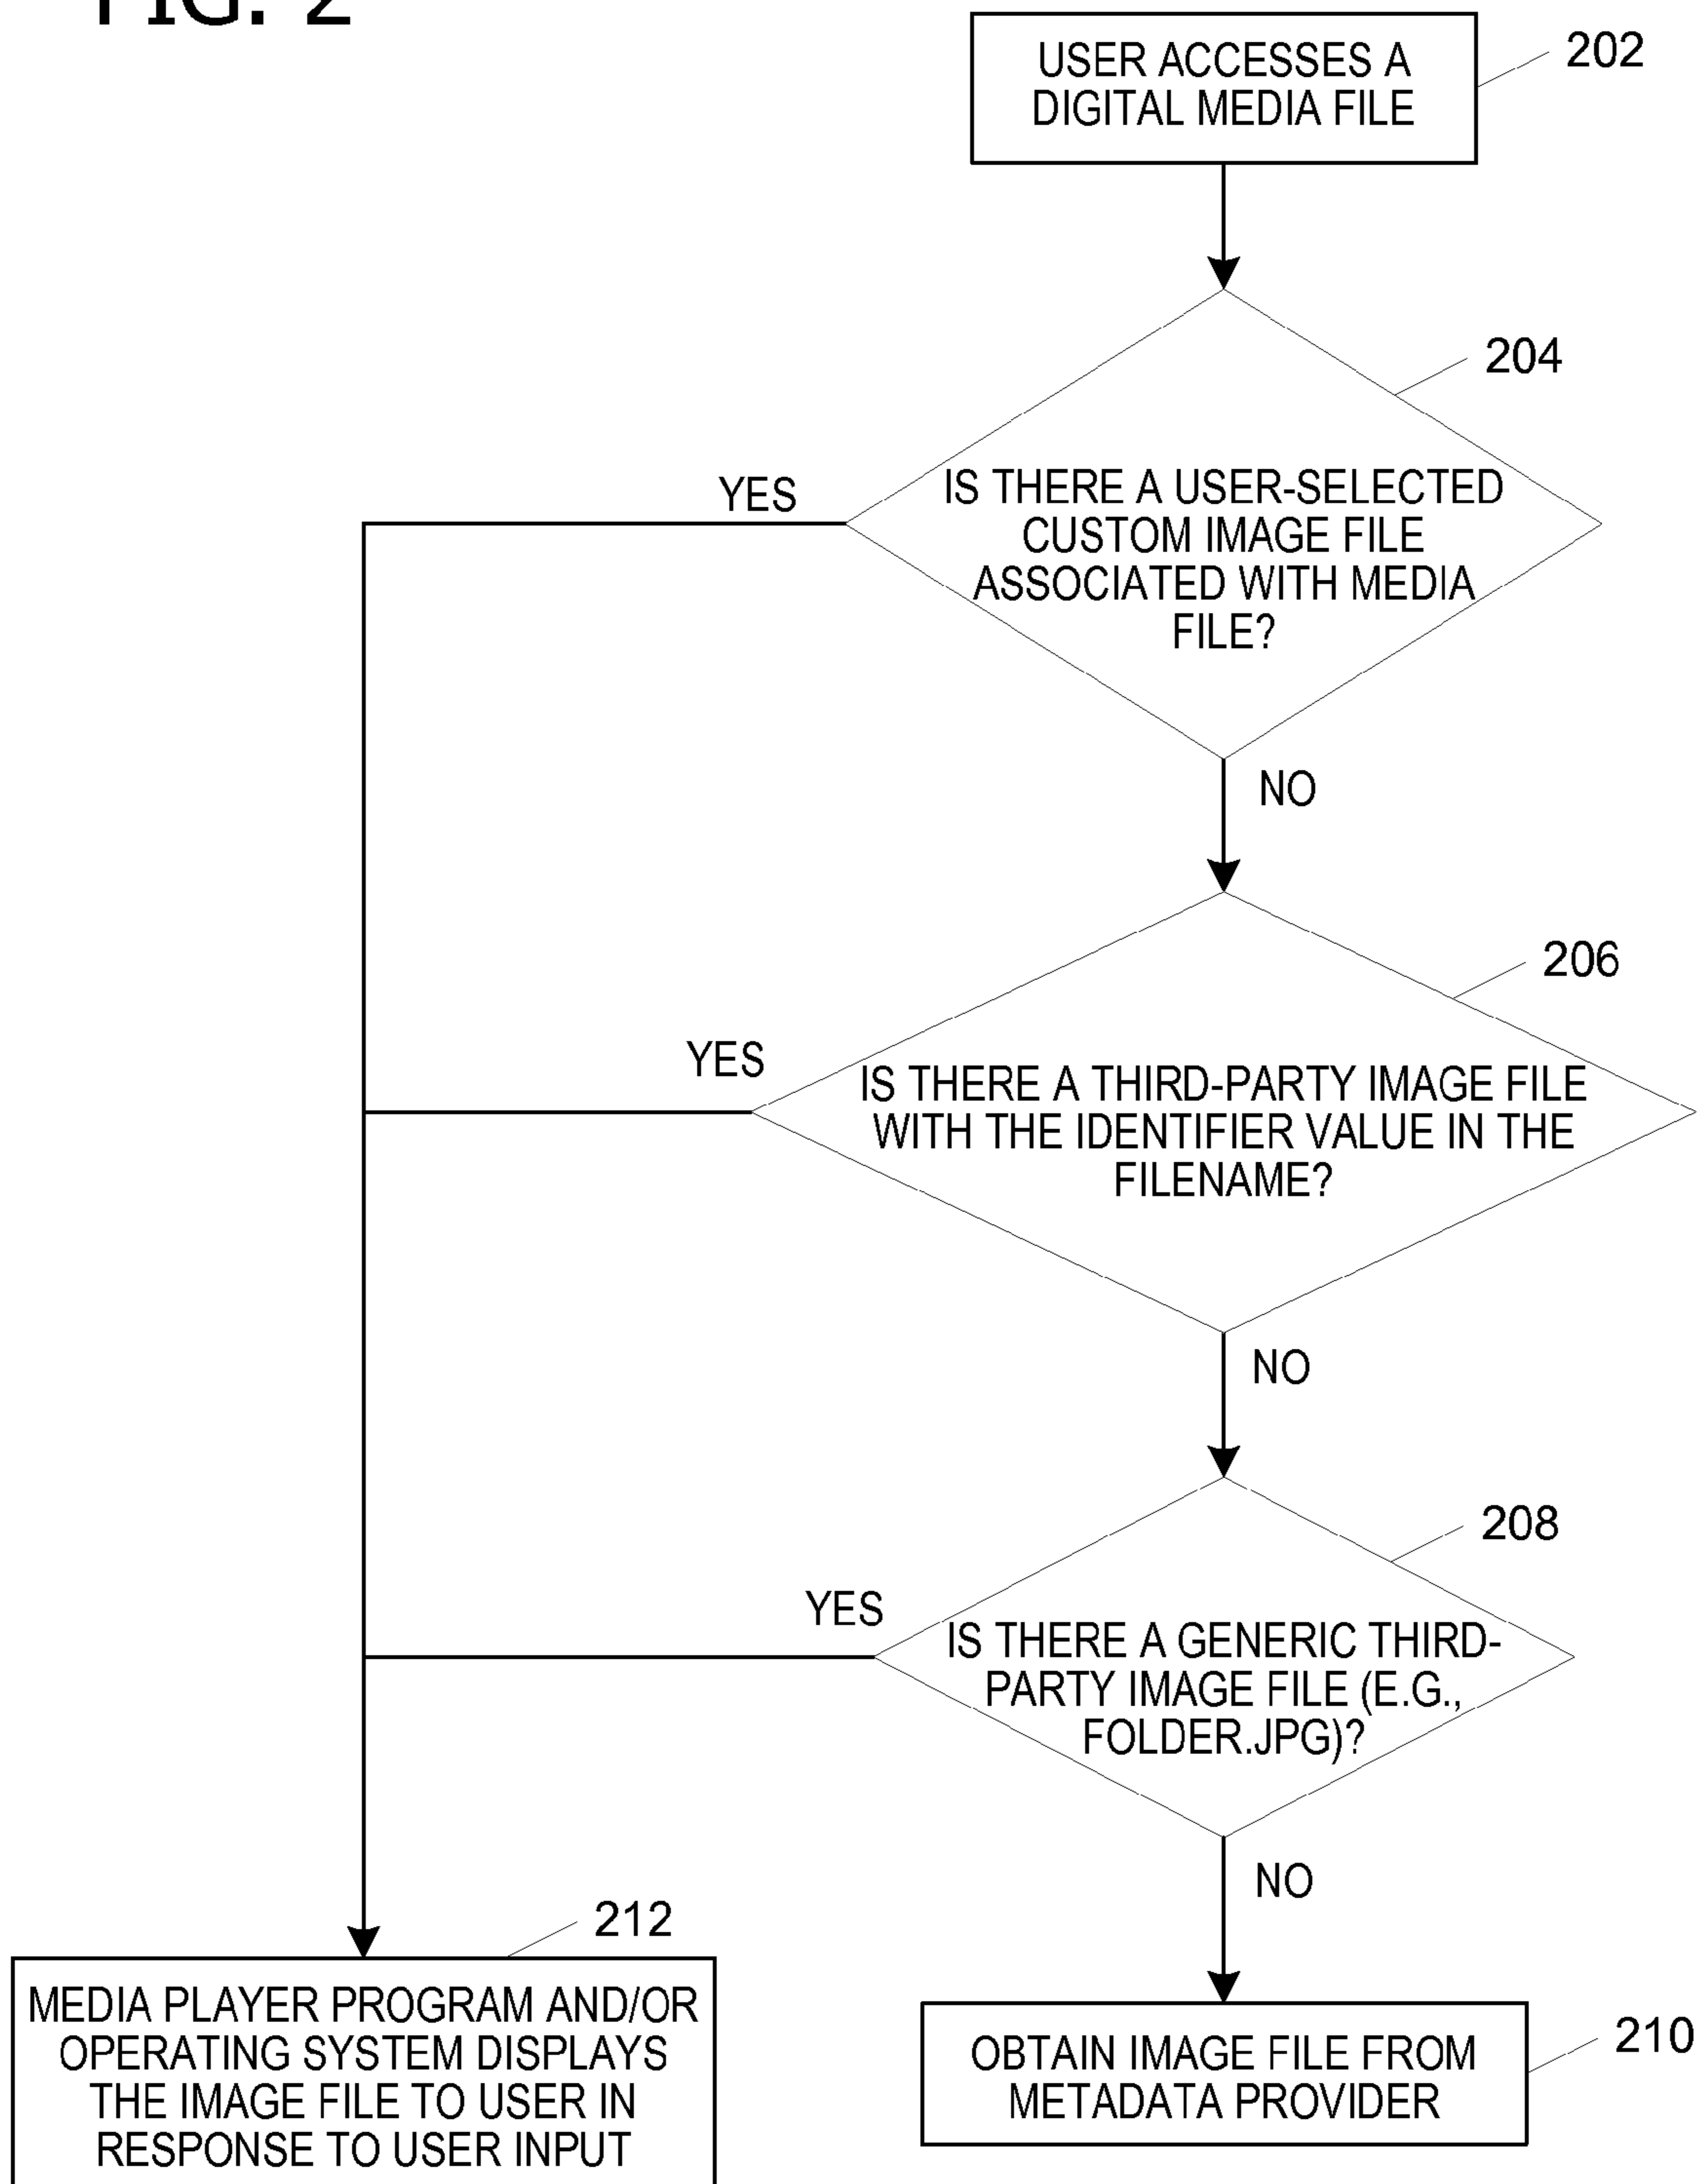 FIG. 2
USER ACCESSES A
DIGITAL MEDIA FILE
202
204
IS THERE A USER-SELECTED
CUSTOM IMAGE FILE
ASSOCIATED WITH MEDIA
FILE?
YES
NO
206
IS THERE A THIRD-PARTY IMAGE FILE
WITH THE IDENTIFIER VALUE IN THE
FILENAME?
YES
NO
208
IS THERE A GENERIC THIRD-
PARTY IMAGE FILE (E.G.,
FOLDER.JPG)?
YES
NO
212
MEDIA PLAYER PROGRAM AND/OR
OPERATING SYSTEM DISPLAYS
THE IMAGE FILE TO USER IN
RESPONSE TO USER INPUT
210
OBTAIN IMAGE FILE FROM
METADATA PROVIDER